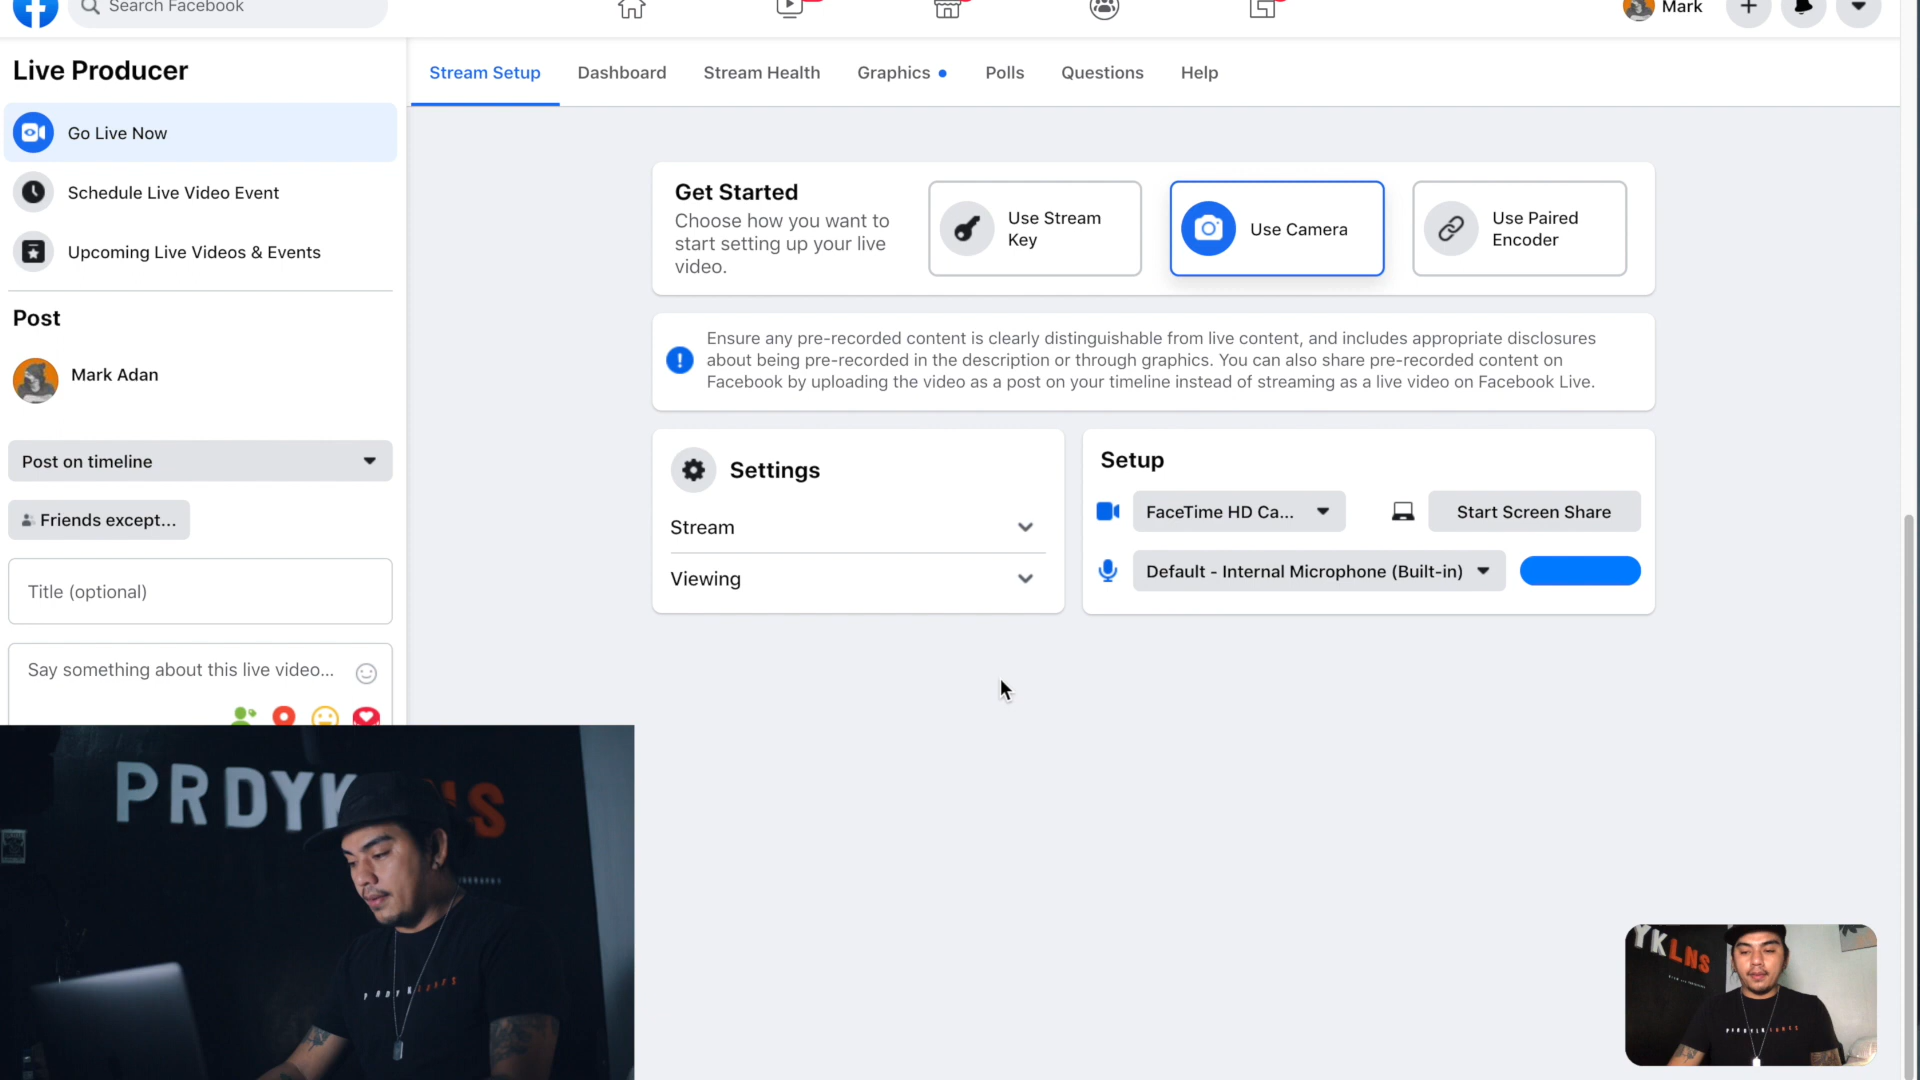 Search Facebook
Mark
Live Producer
Stream Setup
Dashboard
Stream Health
Graphics
Polls
Questions
Help
Go Live Now
Schedule Live Video Event
Upcoming Live Videos & Events
Get Started
Choose how you want to
start setting up your live
video.
Use Stream
Key
Use Camera
Use Paired
Encoder
Ensure any pre-recorded content is clearly distinguishable from live content, and includes appropriate disclosures
about being pre-recorded in the description or through graphics. You can also share pre-recorded content on
Facebook by uploading the video as a post on your timeline instead of streaming as a live video on Facebook Live.
Post
Mark Adan
Post on timeline
Friends except...
Title (optional)
Say something about this live video...
Settings
Stream
Viewing
Setup
FaceTime HD Ca...
Start Screen Share
Default - Internal Microphone (Built-in)
PRDYK NS
YKLNS